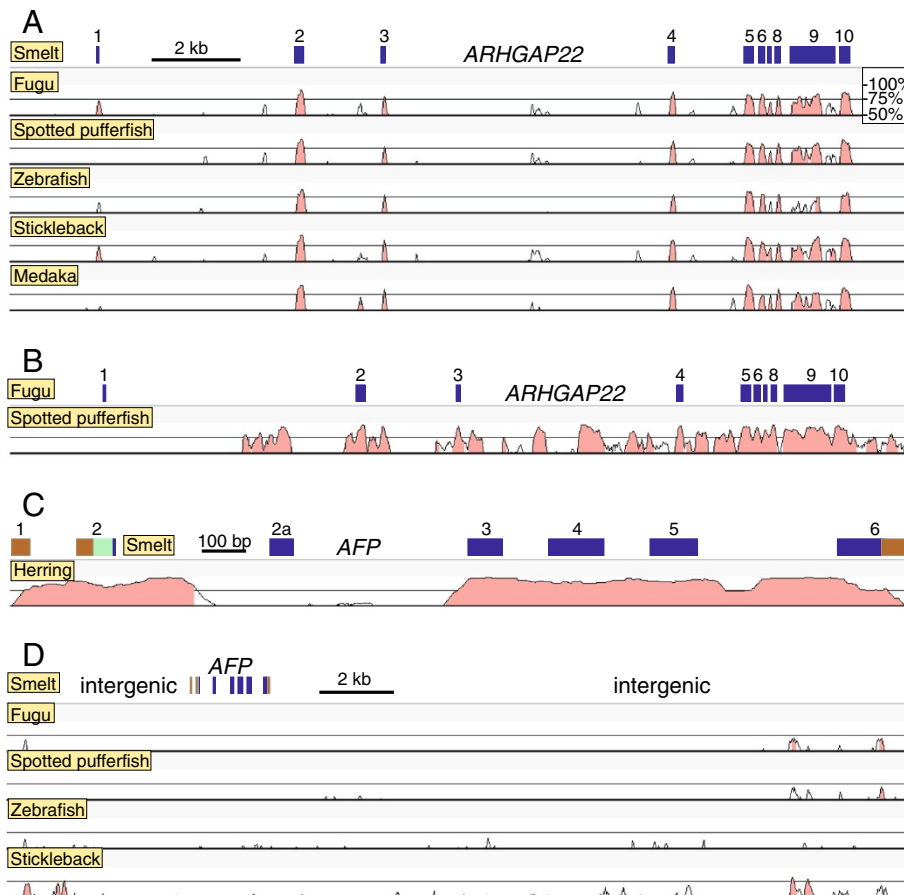 A
Smelt 1 2 kb 2 3 ARHGAP22 4 5 6 8 9 10
Fugu
100%
75%
50%
Spotted pufferfish
Zebrafish
Stickleback
Medaka
B
Fugu 1 2 3 ARHGAP22 4 5 6 8 9 10
Spotted pufferfish
C
1 2 Smelt 100 bp 2a AFP 3 4 5 6
Herring
D
Smelt intergenic AFP 2 kb intergenic
Fugu
Spotted pufferfish
Zebrafish
Stickleback